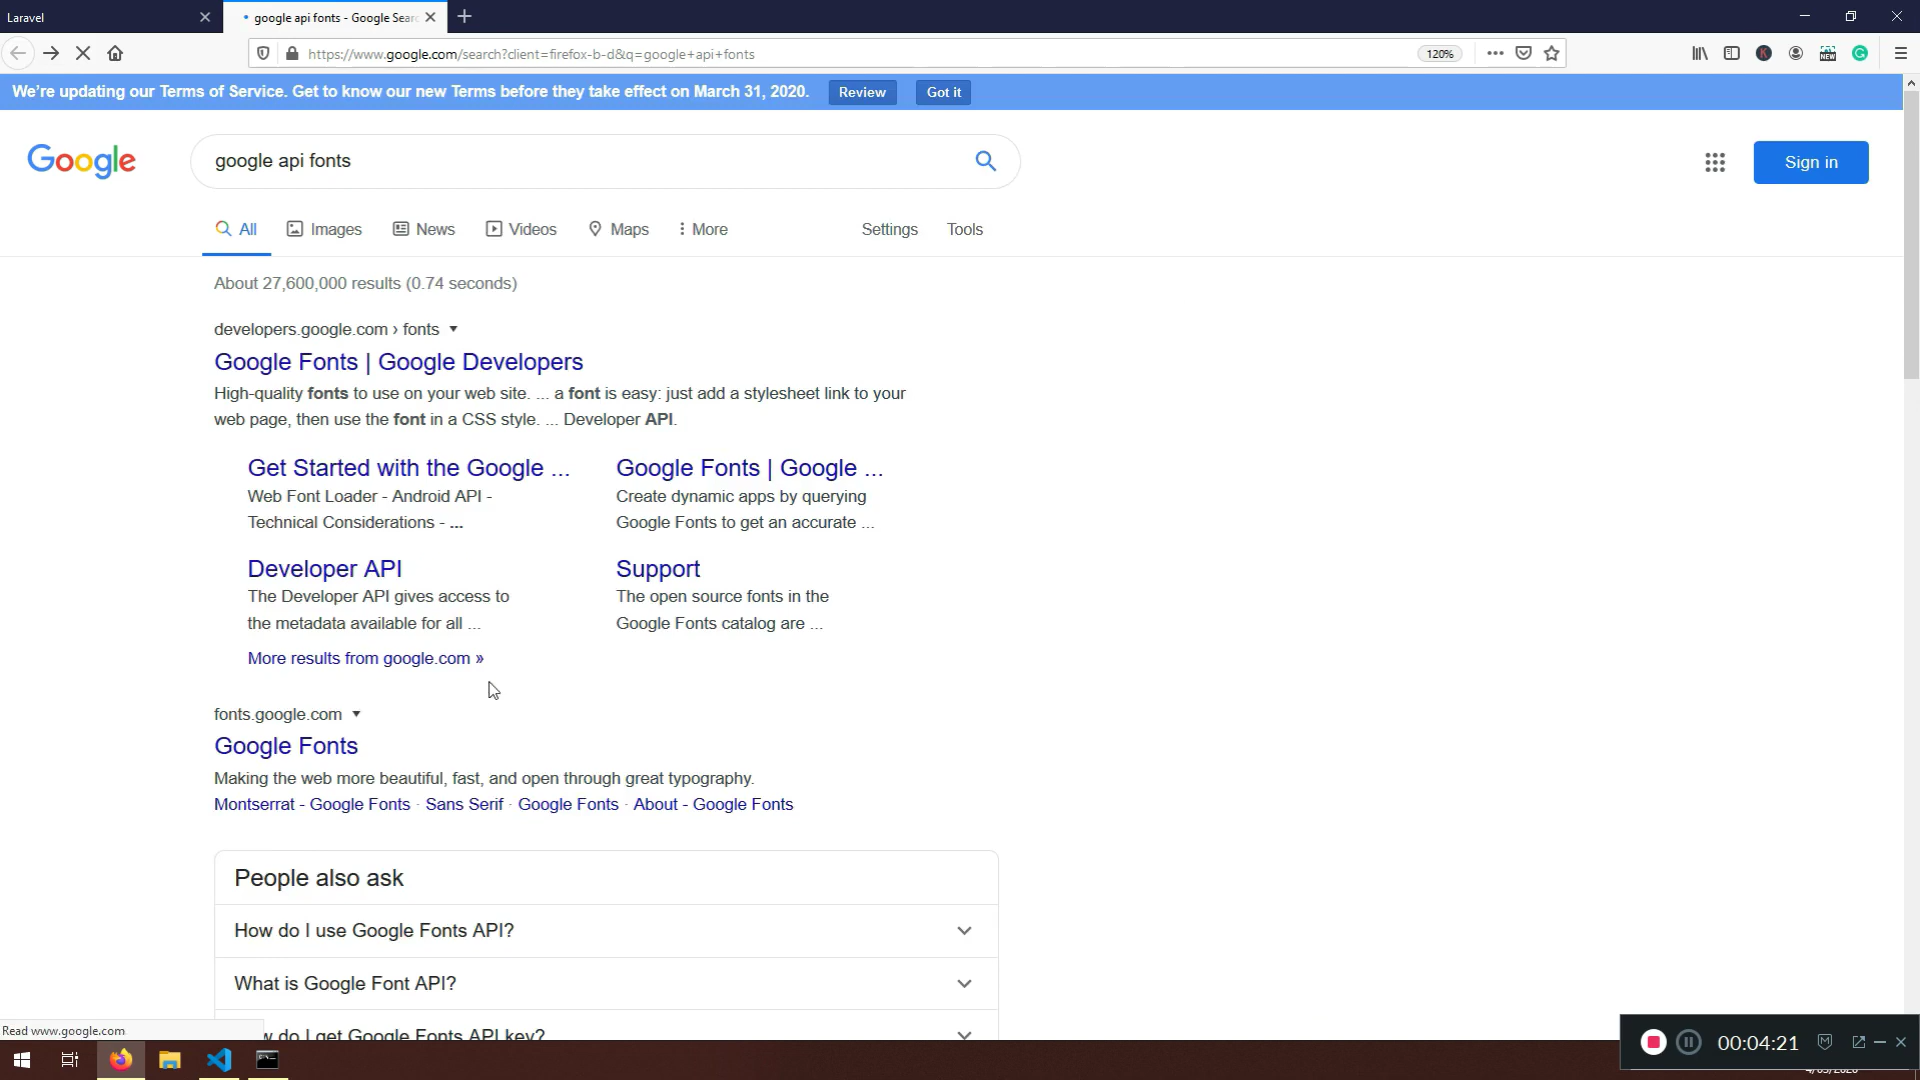 Laravel
google api fonts - Google Sear
https://www.google.com/search?client=firefox-b-d&q=google+api+fonts
120%
We're updating our Terms of Service. Get to know our new Terms before they take effect on March 31, 2020.
Review
Got it
Google
google api fonts
Sign in
All
Images
News
Videos
Maps
More
Settings
Tools
About 27,600,000 results (0.74 seconds)
developers.google.com › fonts
Google Fonts | Google Developers
High-quality fonts to use on your web site. ... a font is easy: just add a stylesheet link to your
web page, then use the font in a CSS style. ... Developer API.
Get Started with the Google ...
Web Font Loader - Android API -
Technical Considerations - ...
Google Fonts | Google ...
Create dynamic apps by querying
Google Fonts to get an accurate ...
Developer API
The Developer API gives access to
the metadata available for all ...
Support
The open source fonts in the
Google Fonts catalog are ...
More results from google.com »
fonts.google.com
Google Fonts
Making the web more beautiful, fast, and open through great typography.
Montserrat - Google Fonts · Sans Serif · Google Fonts · About - Google Fonts
People also ask
How do I use Google Fonts API?
What is Google Font API?
do I get Google Fonts API key?
Read www.google.com
00:04:21